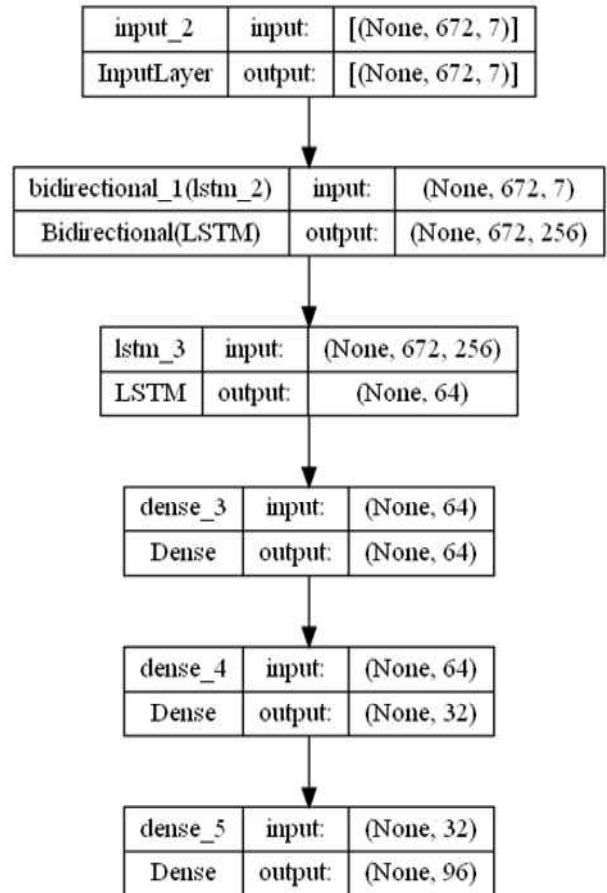 input_2 input: [(None, 672, 7)]
InputLayer output: [(None, 672, 7)]
bidirectional_1(lstm_2) input: (None, 672, 7)
Bidirectional(LSTM) output: (None, 672, 256)
lstm_3 input: (None, 672, 256)
LSTM output: (None, 64)
dense_3 input: (None, 64)
Dense output: (None, 64)
dense_4 input: (None, 64)
Dense output: (None, 32)
dense_5 input: (None, 32)
Dense output: (None, 96)